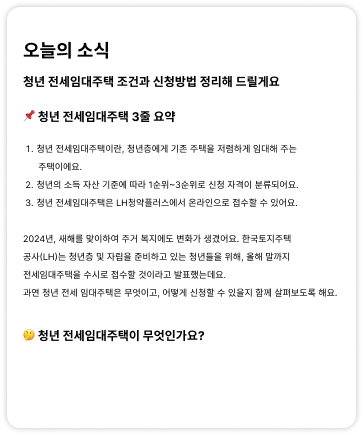 오늘의 소식
청년 전세임대주택 조건과 신청방법 정리해 드릴게요
📌 청년 전세임대주택 3줄 요약
1. 청년 전세임대주택이란, 청년층에게 기존 주택을 저렴하게 임대해 주는
주택이에요.
2. 청년의 소득 자산 기준에 따라 1순위~3순위로 신청 자격이 분류되어요.
3. 청년 전세임대주택은 LH청약플러스에서 온라인으로 접수할 수 있어요.
2024년, 새해를 맞이하여 주거 복지에도 변화가 생겼어요. 한국토지주택
공사(LH)는 청년층 및 자립을 준비하고 있는 청년들을 위해, 올해 말까지
전세임대주택을 수시로 접수할 것이라고 발표했는데요.
과연 청년 전세 임대주택은 무엇이고, 어떻게 신청할 수 있을지 함께 살펴보도록 해요.
🤔 청년 전세임대주택이 무엇인가요?